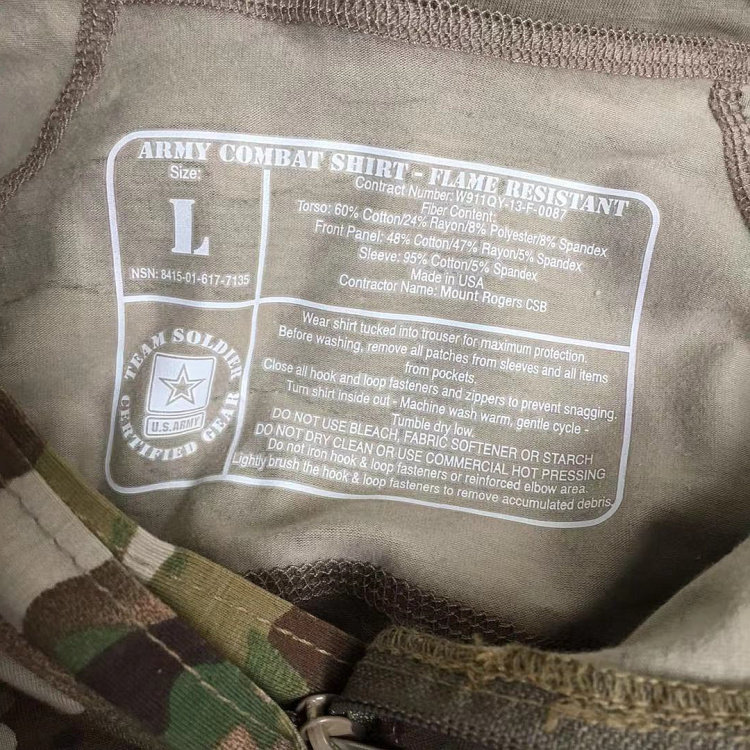 ARMY COMBAT SHIRT - FLAME RESISTANT
Size:
L
NSN: 8415-01-617-7135
Contract Number: W911QY-13-F-0087
Fiber Content:
Torso: 60% Cotton/24% Rayon/8% Polyester/8% Spandex
Front Panel: 48% Cotton/47% Rayon/5% Spandex
Sleeve: 95% Cotton/5% Spandex
Made in USA
Contractor Name: Mount Rogers CSB
TEAM SOLDIER
U.S. ARMY
CERTIFIED GEAR
Wear shirt tucked into trouser for maximum protection.
Before washing, remove all patches from sleeves and all items
from pockets.
Close all hook and loop fasteners and zippers to prevent snagging.
Turn shirt inside out - Machine wash warm, gentle cycle -
Tumble dry low.
DO NOT USE BLEACH, FABRIC SOFTENER OR STARCH
DO NOT DRY CLEAN OR USE COMMERCIAL HOT PRESSING
Do not iron hook & loop fasteners or reinforced elbow area.
Lightly brush the hook & loop fasteners to remove accumulated debris.